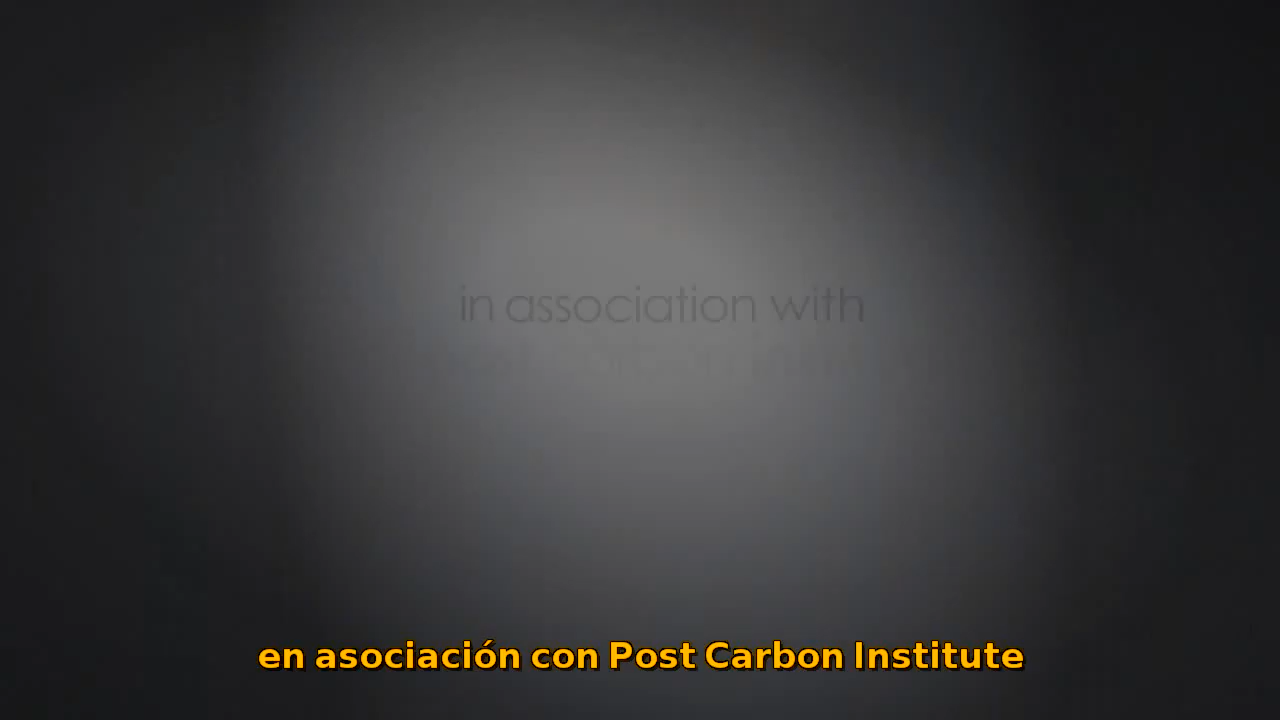 in association with
en asociación con Post Carbon Institute